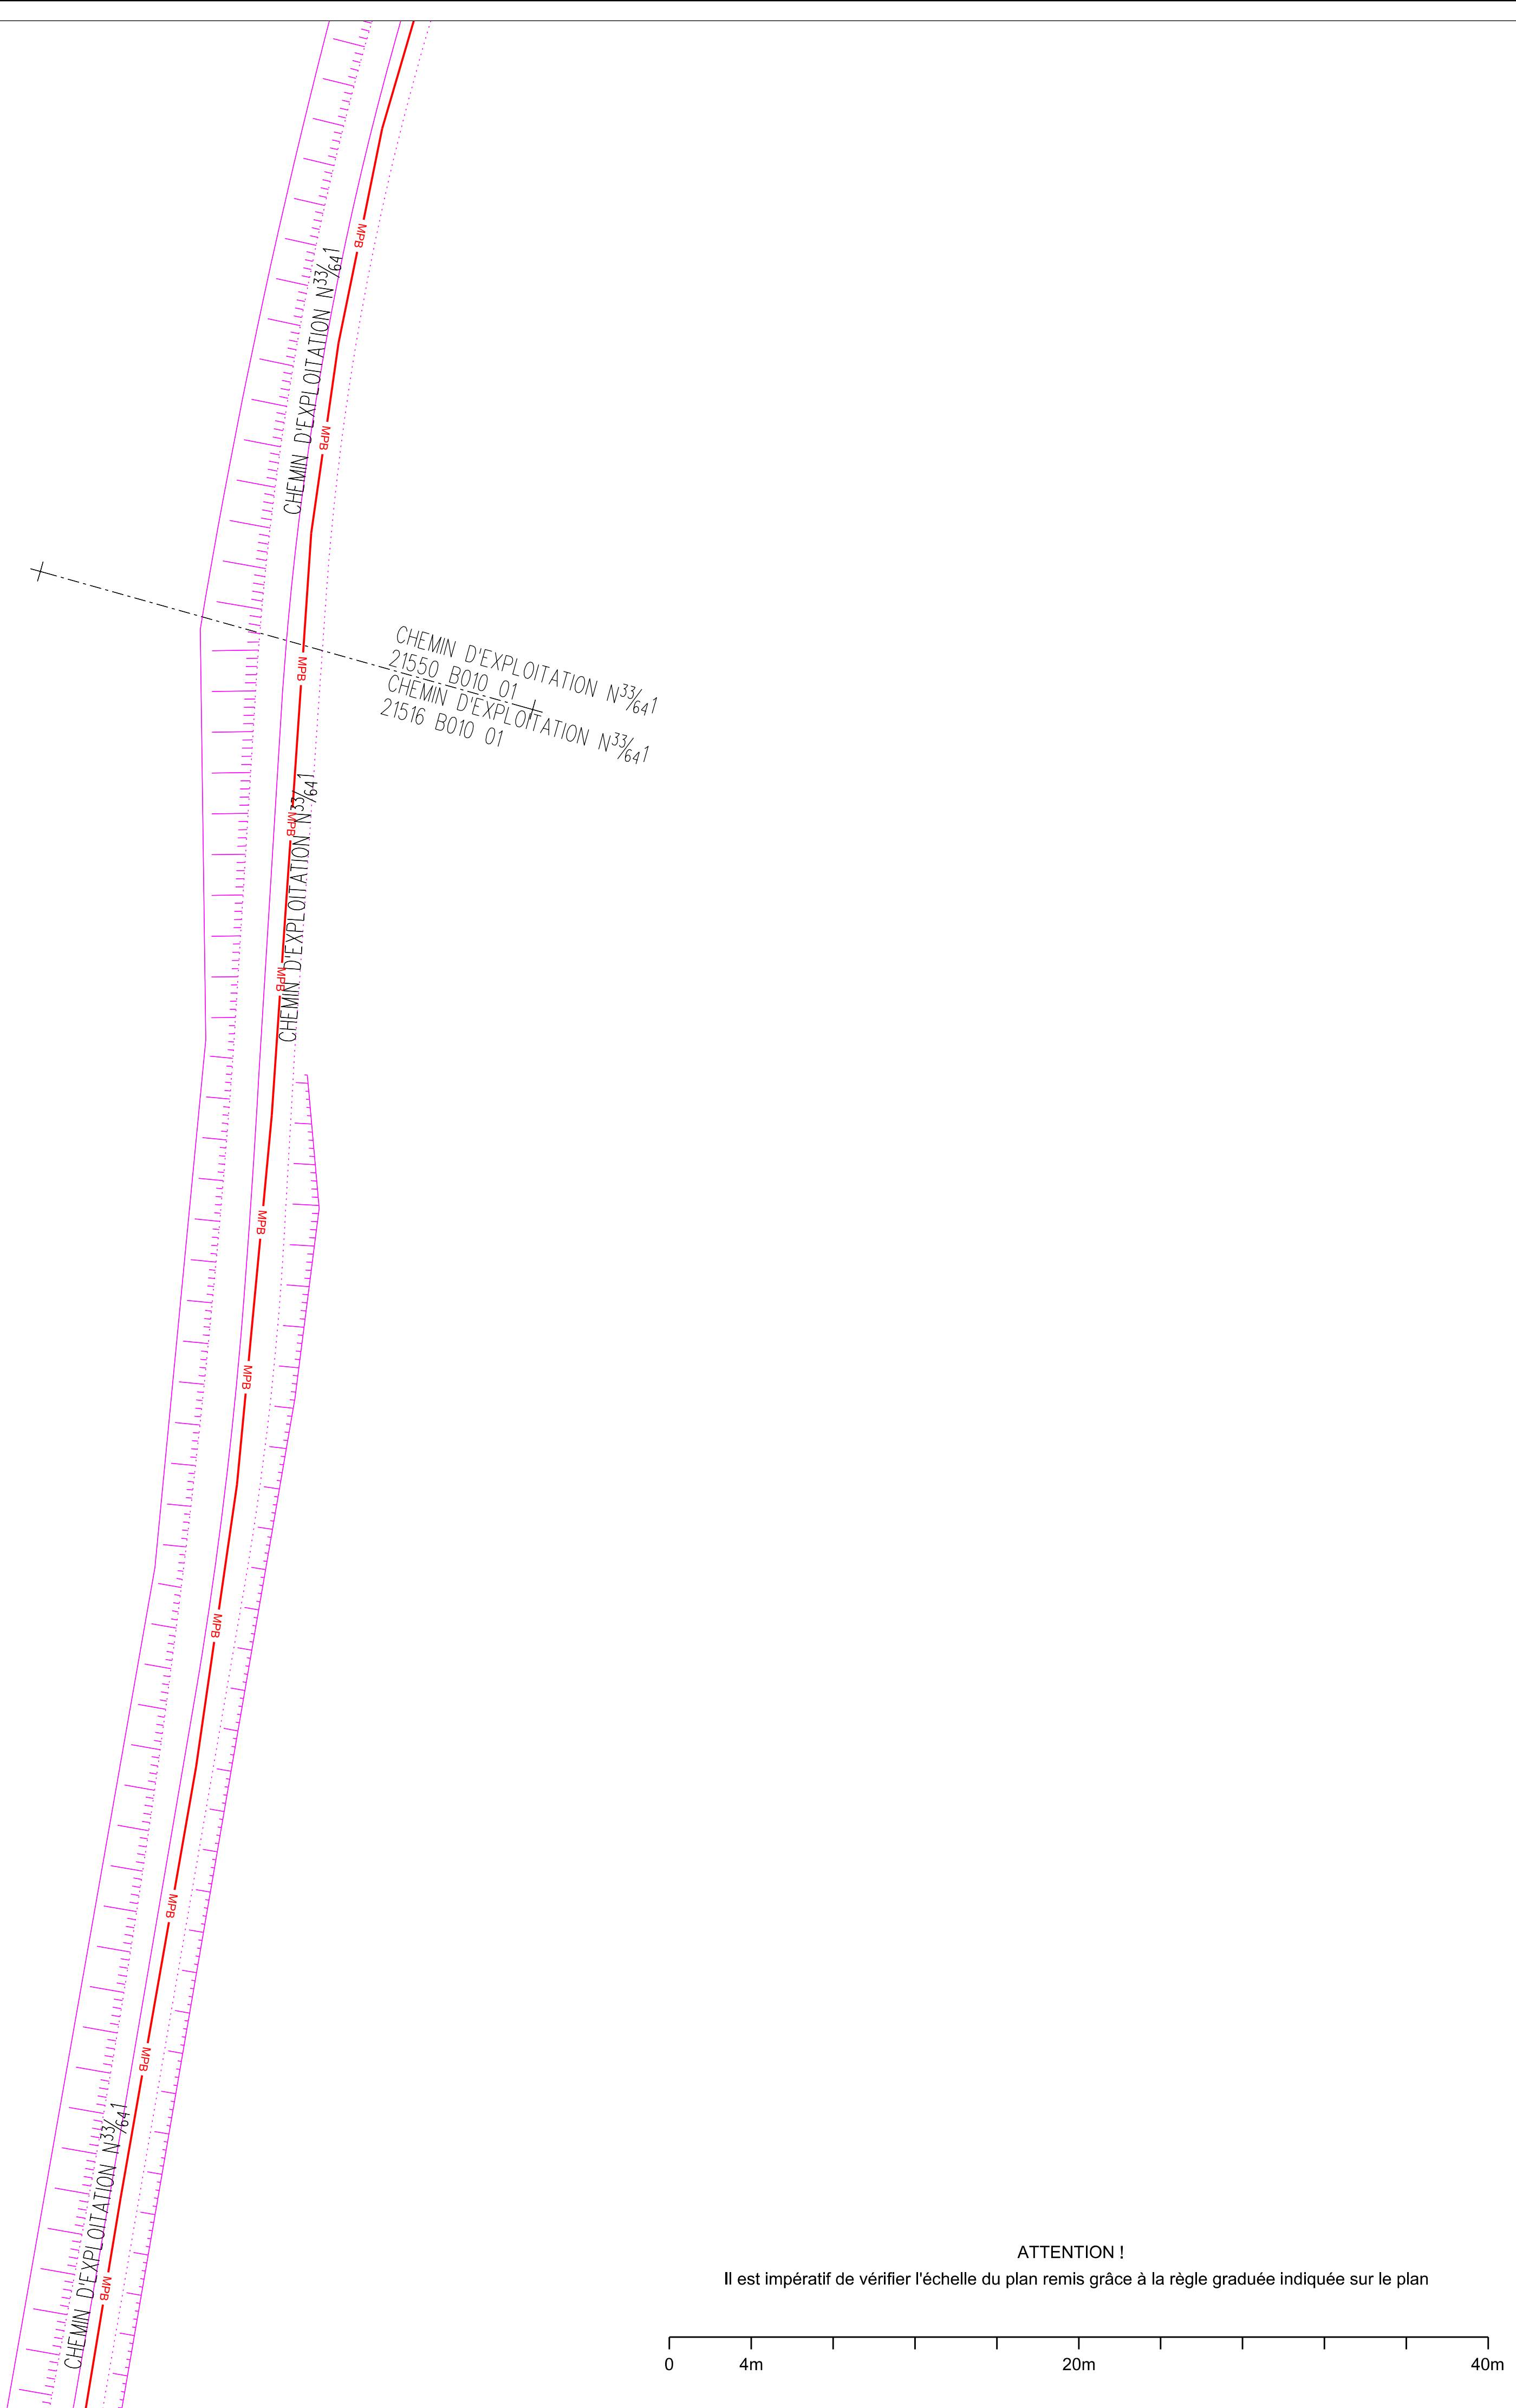 MPB
CHEMIN D'EXPLOITATION N33/641
MPB
CHEMIN D'EXPLOITATION N33/641
21550 B010 01
CHEMIN D'EXPLOITATION N33/641
21516 B010 01
MPB
MPB
CHEMIN D'EXPLOITATION N33/641
MPB
MPB
MPB
MPB
MPB
MPB
CHEMIN D'EXPLOITATION N33/641
MPB
ATTENTION !
Il est impératif de vérifier l'échelle du plan remis grâce à la règle graduée indiquée sur le plan
0 4m 20m 40m